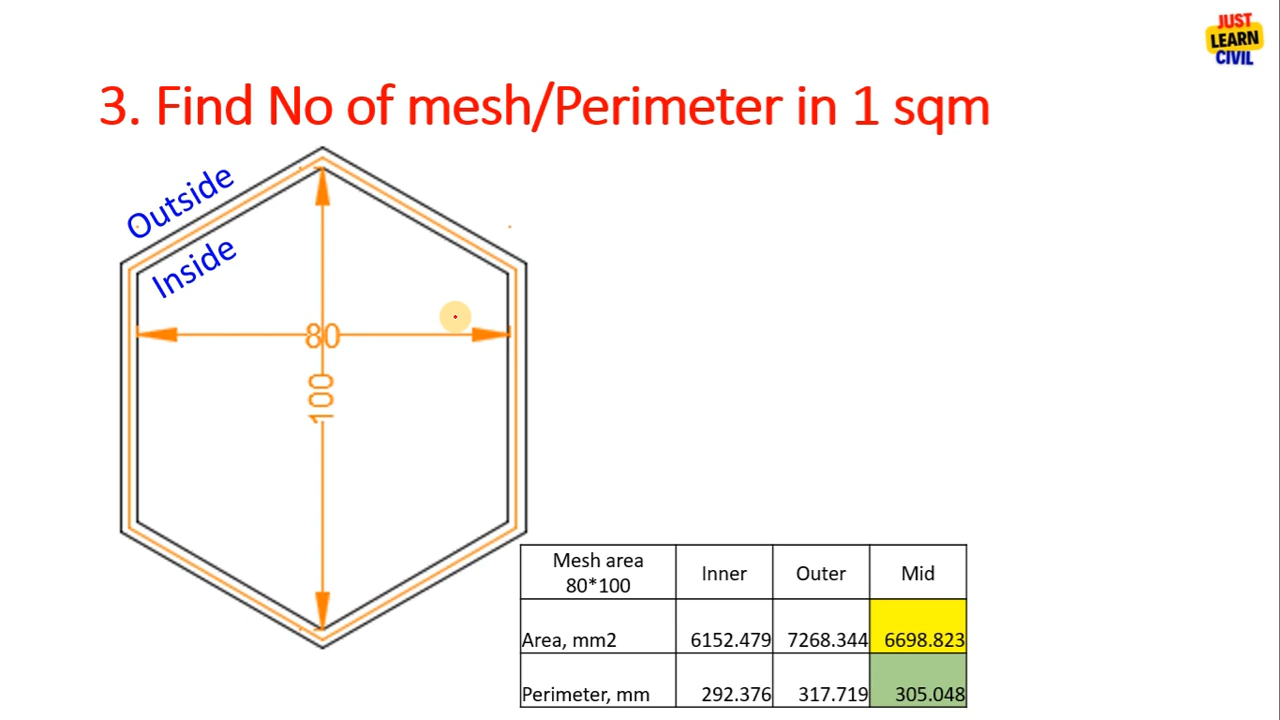 JUST
LEARN
CIVIL
3. Find No of mesh/Perimeter in 1 sqm
Outside
Inside
80
100
Mesh area
80*100
Inner
Outer
Mid
Area, mm2
6152.479
7268.344
6698.823
Perimeter, mm
292.376
317.719
305.048